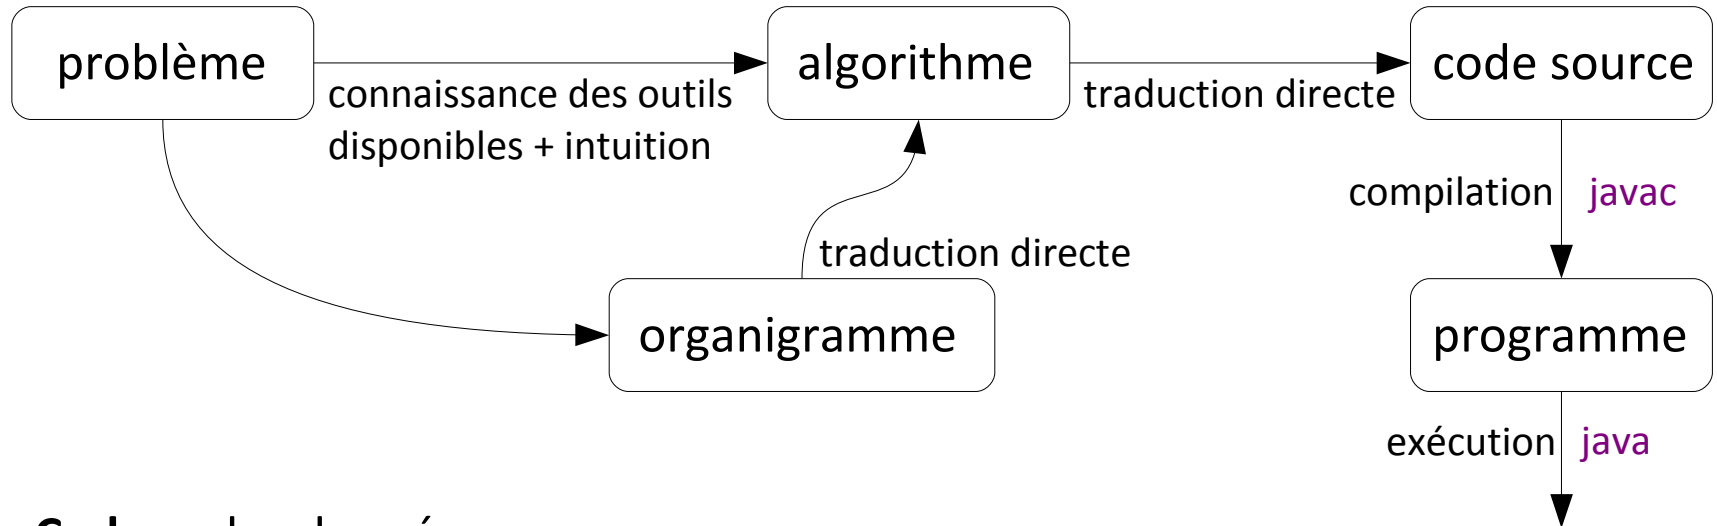 problème
algorithme
code source
connaissance des outils
disponibles + intuition
traduction directe
compilation javac
traduction directe
organigramme
programme
exécution java